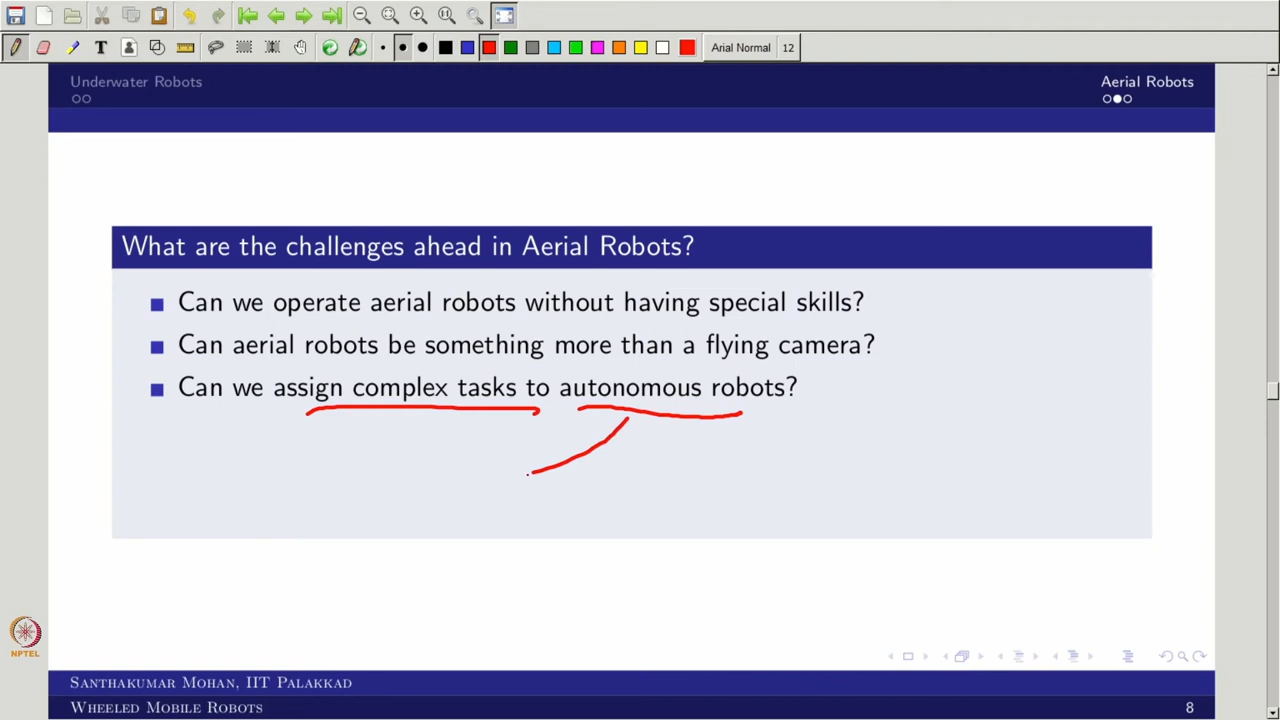 Arial Normal 12
Underwater Robots
Aerial Robots
What are the challenges ahead in Aerial Robots?
Can we operate aerial robots without having special skills?
Can aerial robots be something more than a flying camera?
Can we assign complex tasks to autonomous robots?
NPTEL
Santhakumar Mohan, IIT Palakkad
Wheeled Mobile Robots 8